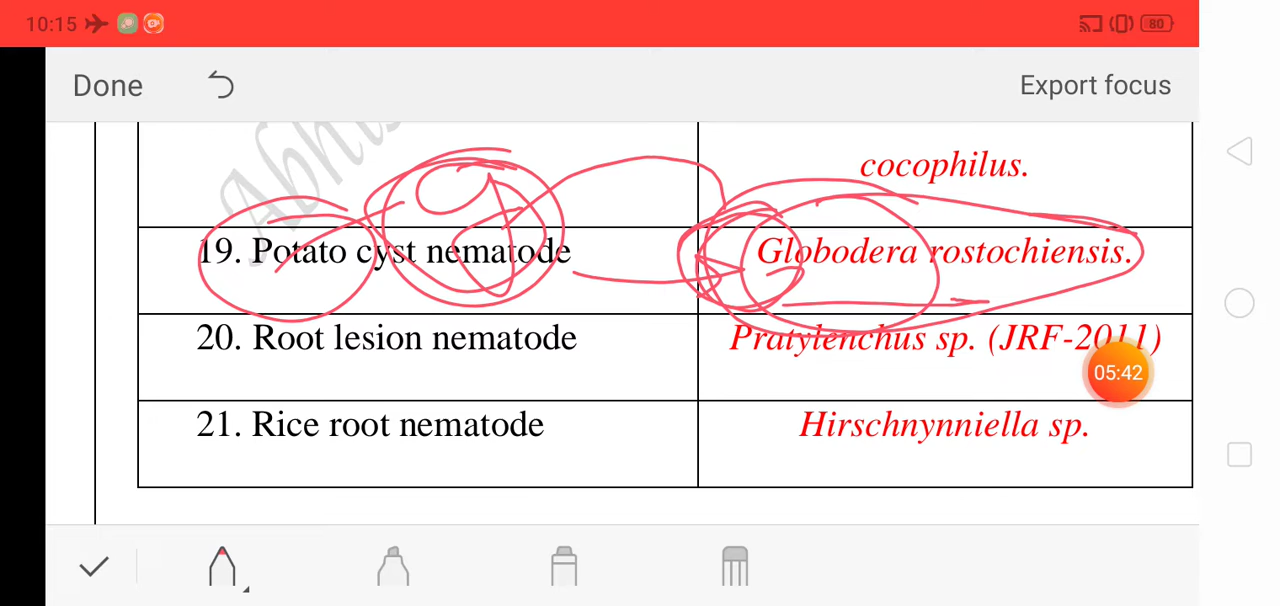 10:15
80
Done
Export focus
Abhis
cocophilus.
19. Potato cyst nematode
Globodera rostochiensis.
20. Root lesion nematode
Pratylenchus sp. (JRF-2011)
05:42
21. Rice root nematode
Hirschnynniella sp.